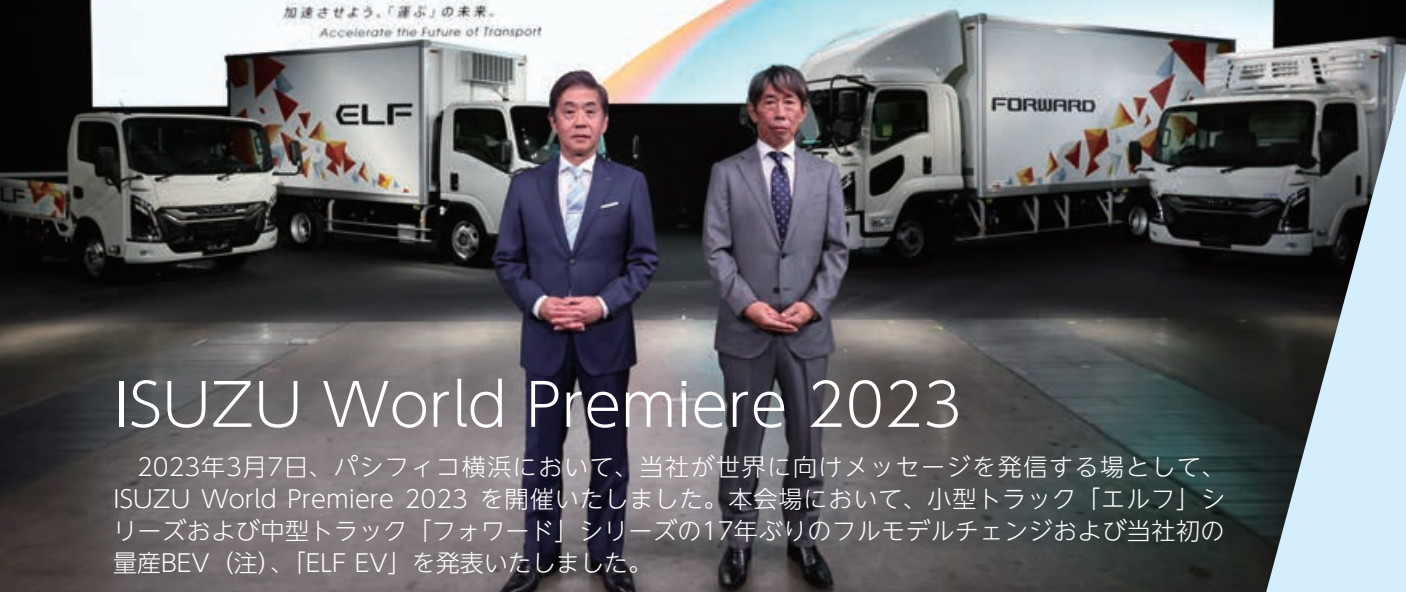 加速させよう、「運ぶ」の未来。
Accelerate the Future of Transport
ELF
FORWARD
LF
ELF
ISUZU World Premiere 2023
2023年3月7日、パシフィコ横浜において、当社が世界に向けメッセージを発信する場として、
ISUZU World Premiere 2023 を開催いたしました。本会場において、小型トラック「エルフ」シ
リーズおよび中型トラック「フォワード」シリーズの17年ぶりのフルモデルチェンジおよび当社初の
量産BEV（注）、「ELF EV」を発表いたしました。